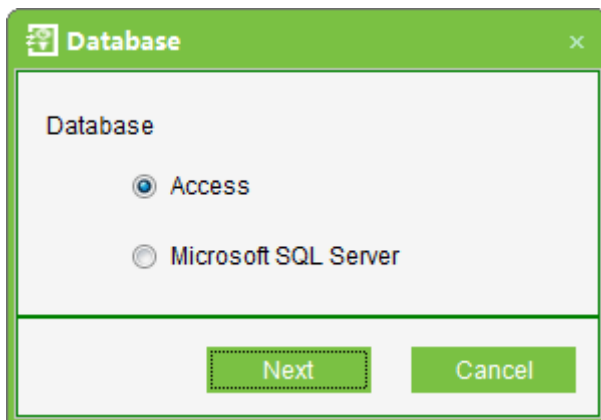 Database
Database
Access
Microsoft SQL Server
Next Cancel